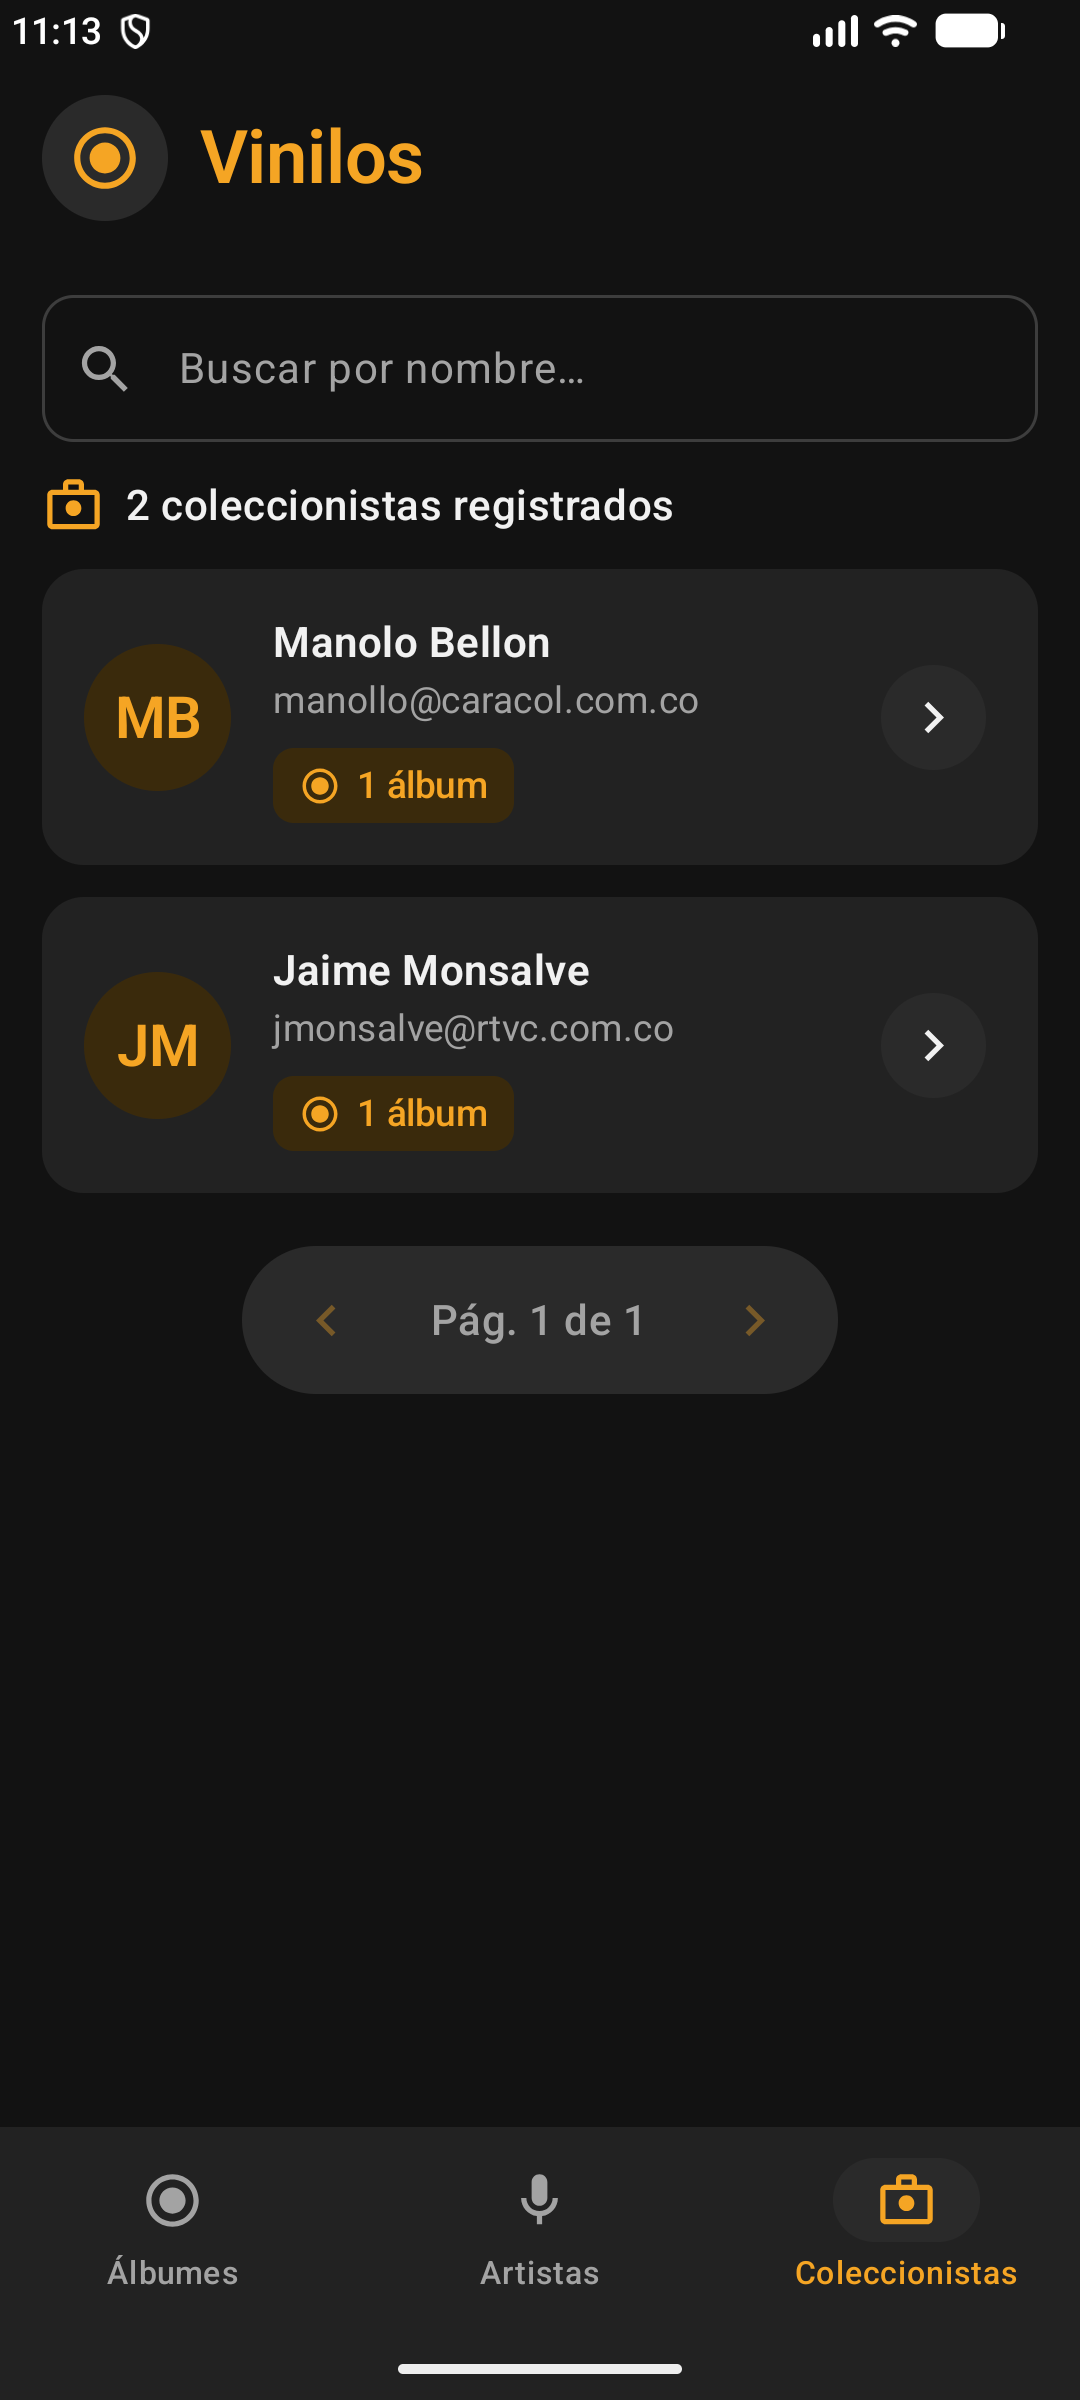 11:13
Vinilos
Buscar por nombre...
2 coleccionistas registrados
MB
Manolo Bellon
manollo@caracol.com.co
1 álbum
JM
Jaime Monsalve
jmonsalve@rtvc.com.co
1 álbum
Pág. 1 de 1
Álbumes
Artistas
Coleccionistas